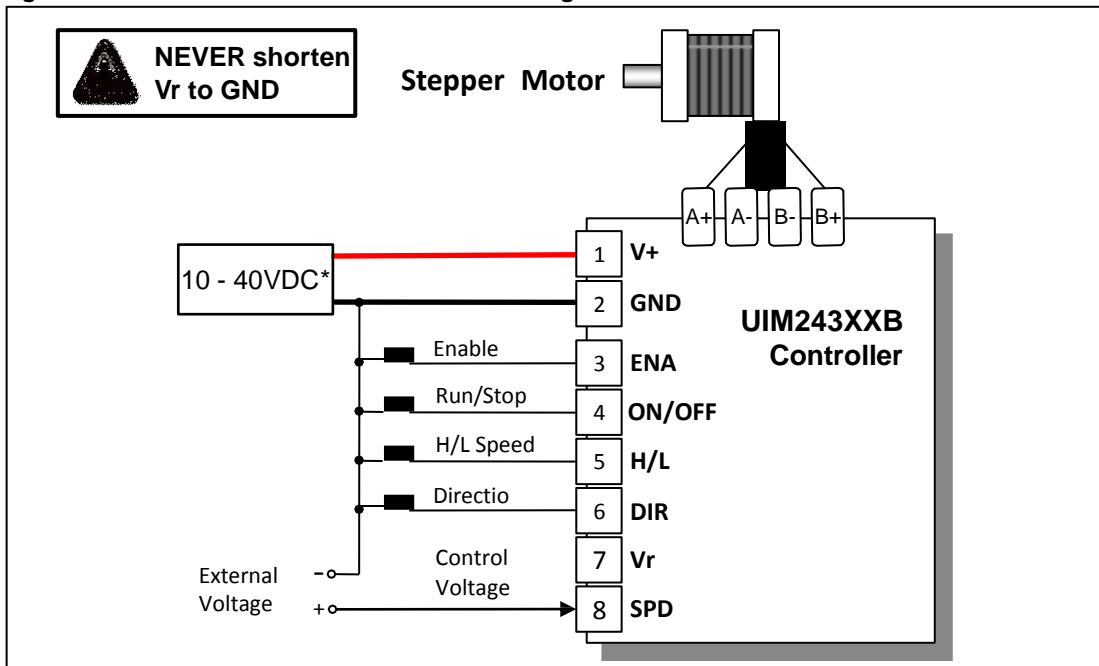 NEVER shorten
Vr to GND
Stepper Motor
A+ A- B- B+
10 - 40VDC*
1 V+
2 GND
UIM243XXB
Controller
Enable
3 ENA
Run/Stop
4 ON/OFF
H/L Speed
5 H/L
Directio
6 DIR
7 Vr
External
Voltage
-
+
Control
Voltage
8 SPD